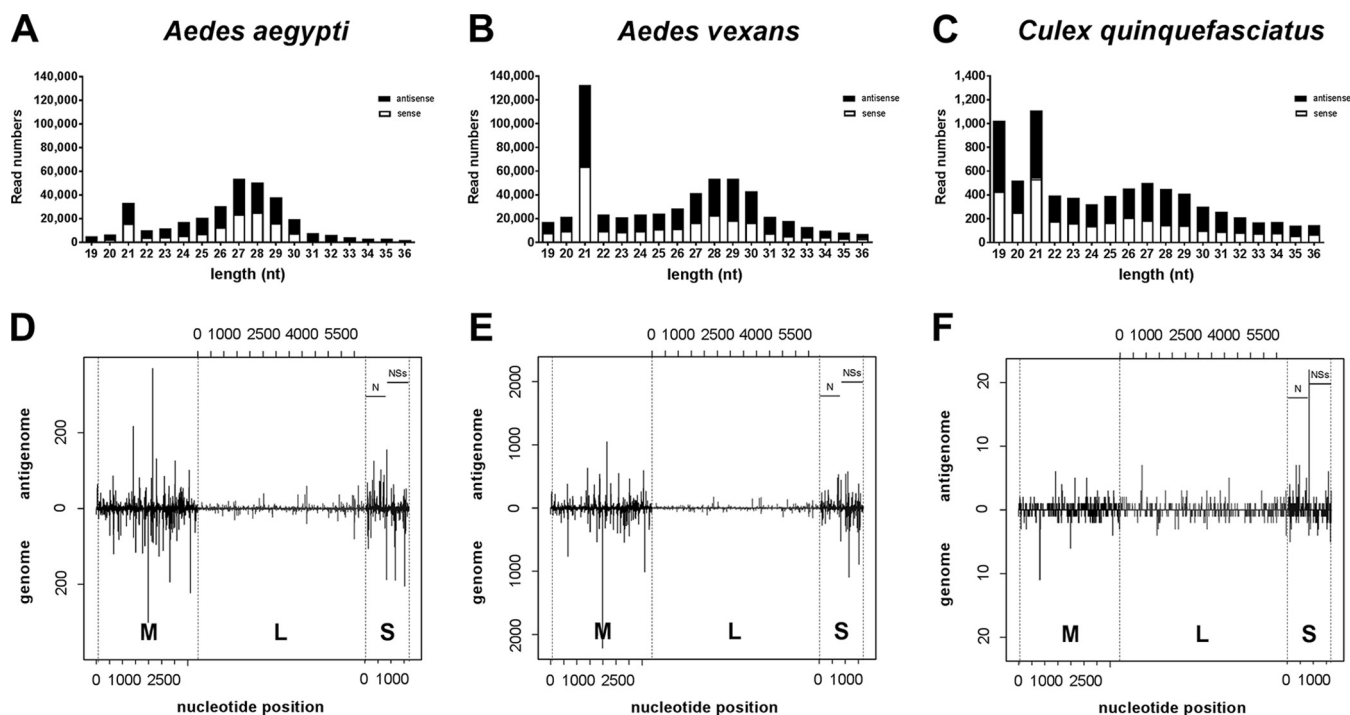 A Aedes aegypti B Aedes vexans C Culex quinquefasciatus
140,000
120,000
100,000
80,000
60,000
40,000
20,000
0
Read numbers
antisense
sense
19 20 21 22 23 24 25 26 27 28 29 30 31 32 33 34 35 36
length (nt)
140,000
120,000
100,000
80,000
60,000
40,000
20,000
0
Read numbers
antisense
sense
19 20 21 22 23 24 25 26 27 28 29 30 31 32 33 34 35 36
length (nt)
1,400
1,200
1,000
800
600
400
200
0
Read numbers
antisense
sense
19 20 21 22 23 24 25 26 27 28 29 30 31 32 33 34 35 36
length (nt)
D
0 1000 2500 4000 5500
antigenome
genome
200
0
200
N
NSs
M L S
0 1000 2500
0 1000
nucleotide position
E
0 1000 2500 4000 5500
antigenome
genome
2000
1000
0
1000
2000
N
NSs
M L S
0 1000 2500
0 1000
nucleotide position
F
0 1000 2500 4000 5500
antigenome
genome
20
10
0
10
20
N
NSs
M L S
0 1000 2500
0 1000
nucleotide position